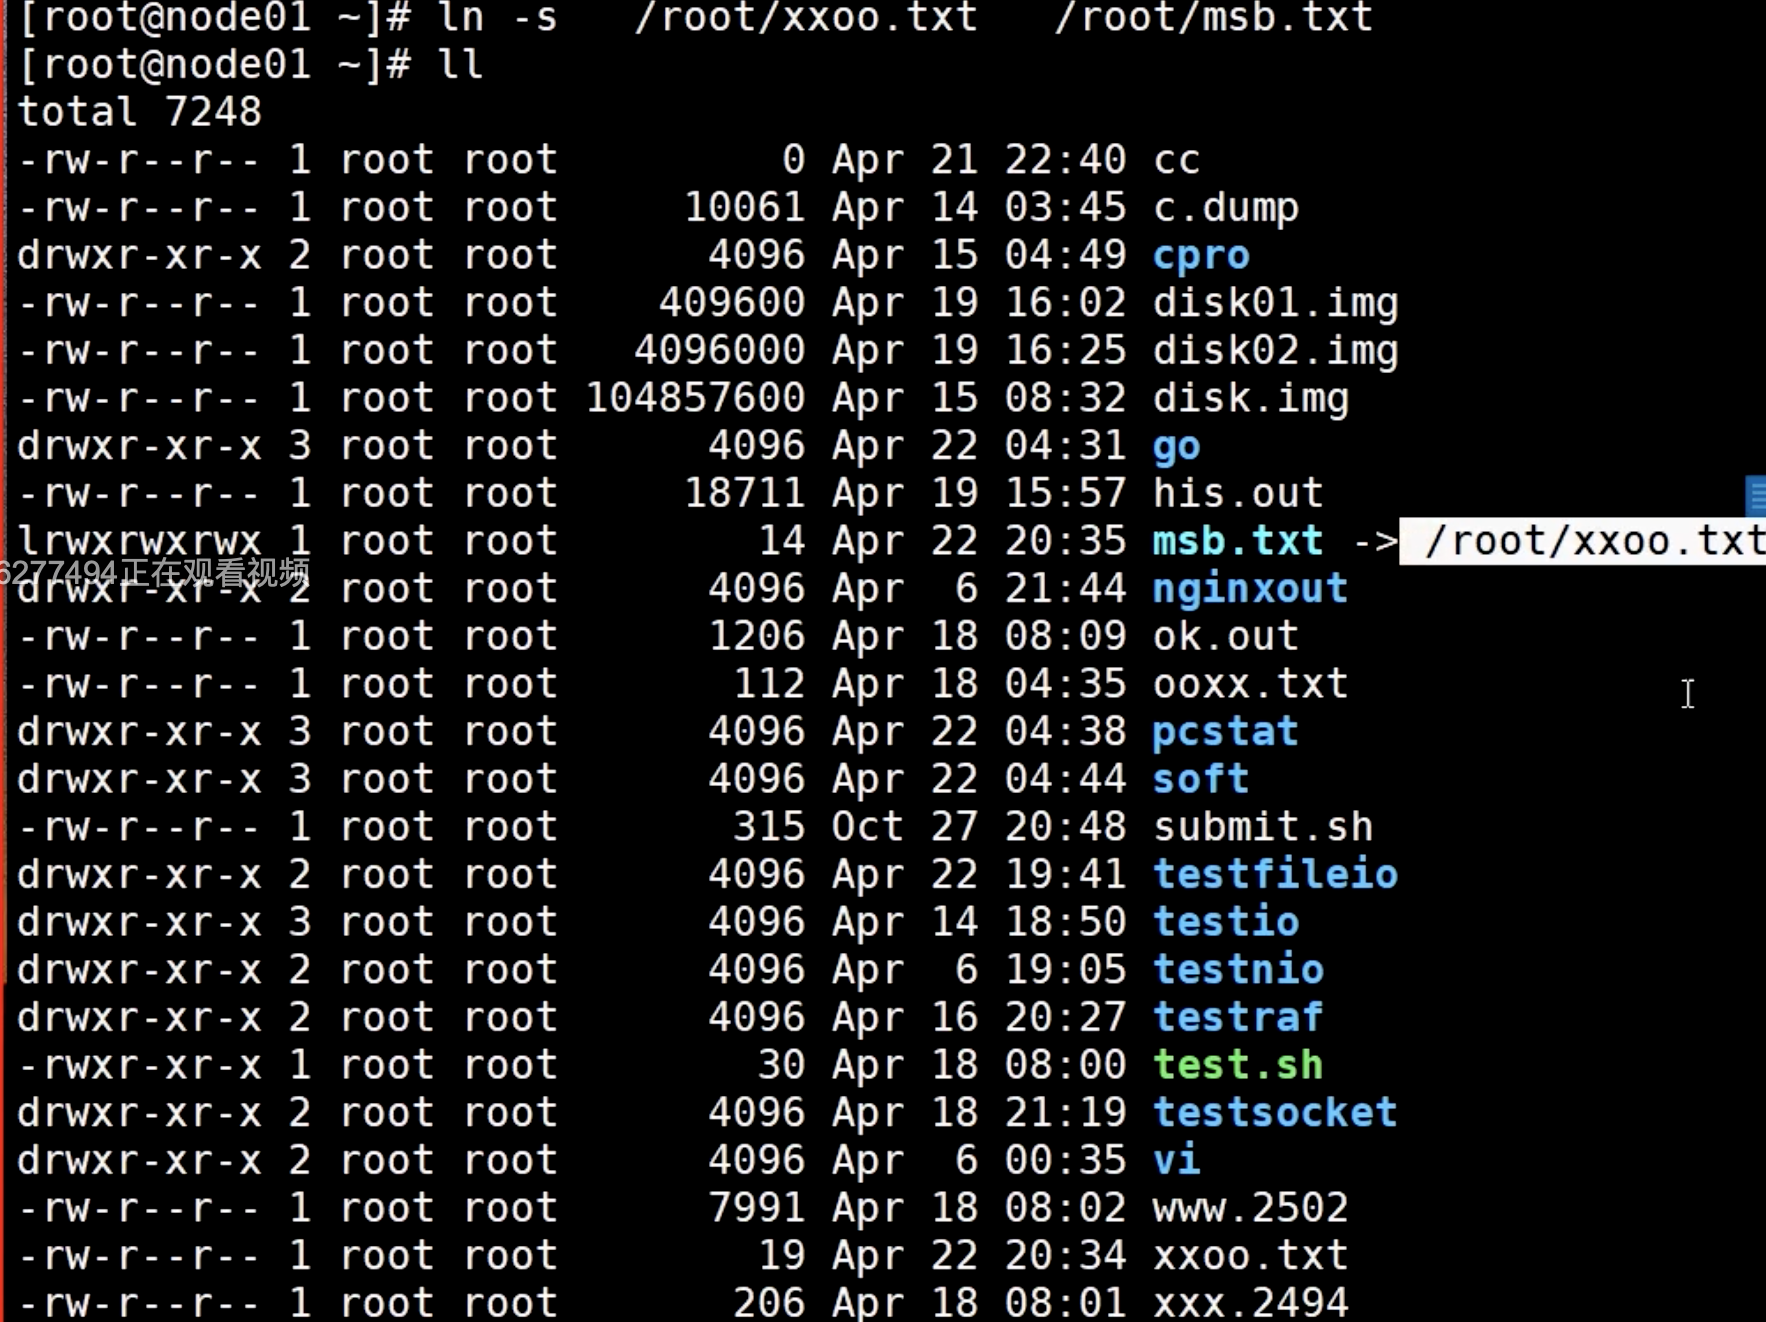 [root@node01 ~]# ln -s   /root/xxoo.txt   /root/msb.txt
[root@node01 ~]# ll
total 7248
-rw-r--r-- 1 root root         0 Apr 21 22:40 cc
-rw-r--r-- 1 root root     10061 Apr 14 03:45 c.dump
drwxr-xr-x 2 root root      4096 Apr 15 04:49 cpro
-rw-r--r-- 1 root root    409600 Apr 19 16:02 disk01.img
-rw-r--r-- 1 root root   4096000 Apr 19 16:25 disk02.img
-rw-r--r-- 1 root root 104857600 Apr 15 08:32 disk.img
drwxr-xr-x 3 root root      4096 Apr 22 04:31 go
-rw-r--r-- 1 root root     18711 Apr 19 15:57 his.out
lrwxrwxrwx 1 root root        14 Apr 22 20:35 msb.txt -> /root/xxoo.txt
6277494正在观看视频
drwxr-xr-x 2 root root      4096 Apr  6 21:44 nginxout
-rw-r--r-- 1 root root      1206 Apr 18 08:09 ok.out
-rw-r--r-- 1 root root       112 Apr 18 04:35 ooxx.txt
drwxr-xr-x 3 root root      4096 Apr 22 04:38 pcstat
drwxr-xr-x 3 root root      4096 Apr 22 04:44 soft
-rw-r--r-- 1 root root       315 Oct 27 20:48 submit.sh
drwxr-xr-x 2 root root      4096 Apr 22 19:41 testfileio
drwxr-xr-x 3 root root      4096 Apr 14 18:50 testio
drwxr-xr-x 2 root root      4096 Apr  6 19:05 testnio
drwxr-xr-x 2 root root      4096 Apr 16 20:27 testraf
-rwxr-xr-x 1 root root        30 Apr 18 08:00 test.sh
drwxr-xr-x 2 root root      4096 Apr 18 21:19 testsocket
drwxr-xr-x 2 root root      4096 Apr  6 00:35 vi
-rw-r--r-- 1 root root      7991 Apr 18 08:02 www.2502
-rw-r--r-- 1 root root        19 Apr 22 20:34 xxoo.txt
-rw-r--r-- 1 root root       206 Apr 18 08:01 xxx.2494